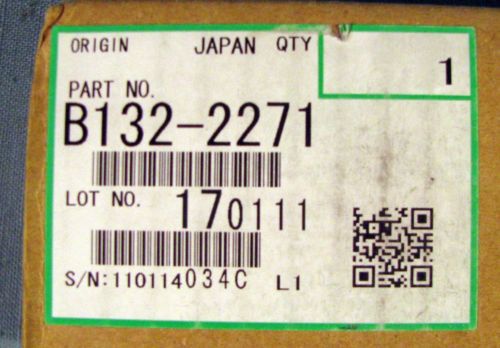 ORIGIN JAPAN QTY
1
PART NO.
B132-2271
LOT NO. 170111
S/N:110114034C L1